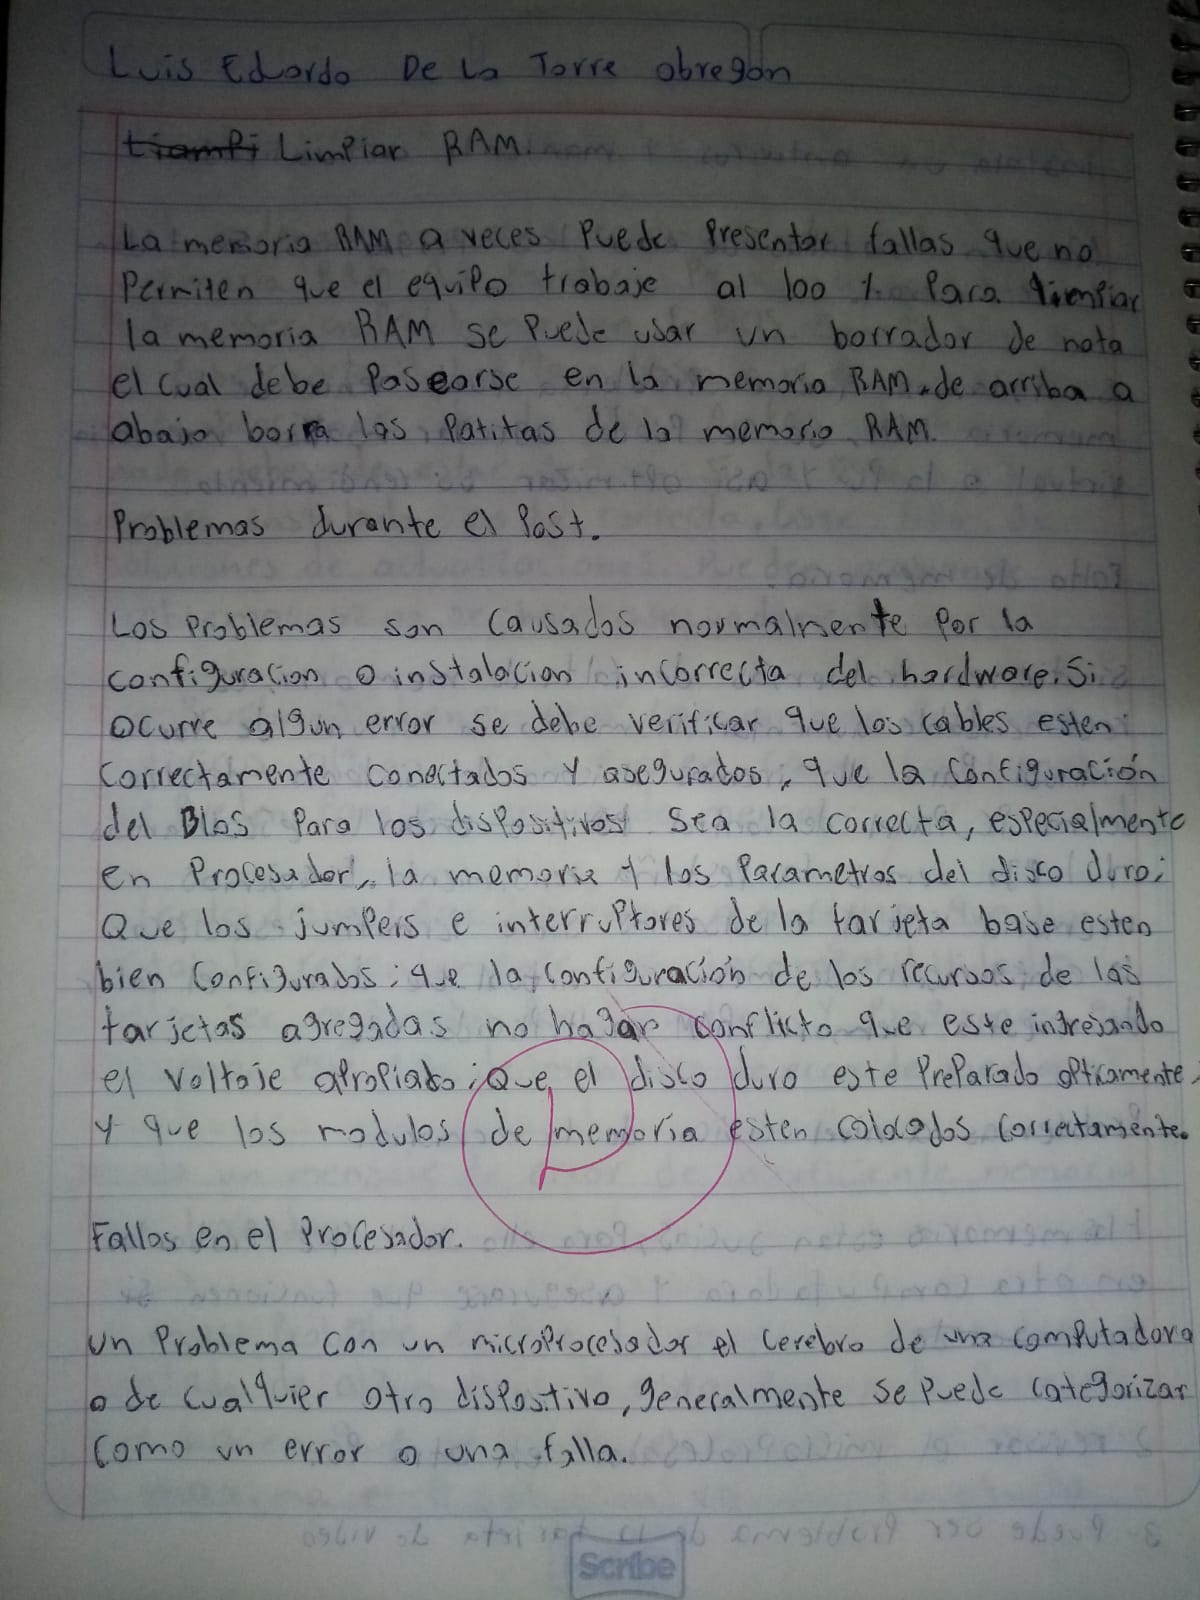 Luis Edurdo De La Torre obregón
Limpiar RAM
La memoria RAM a veces Puede Presentar fallas que no
Permiten que el equipo trabaje al 100 %. Para limpiar
la memoria RAM se Puede usar un borrador de nata
el cual debe Pasearse en la memoria RAM de arriba a
abajo borra las Patitas de la memoria RAM.
Problemas durante el Post.
Los Problemas son causados normalmente Por la
configuracion o instalacion incorrecta del hardware. Si
ocurre algun error se debe verificar que los cables esten
correctamente conectados y asegurados, que la configuración
del Bios Para los dispositivos sea la correcta, especialmente
en Procesador, la memoria y los Parametros del disco duro;
Que los jumpers e interruptores de la tarjeta base esten
bien configurados; que la configuración de los recursos de las
tarjetas agregadas no hagar conflicto que este ingresando
el voltaje apropiado; que el disco duro este Preparado opticamente,
y que los modulos de memoria esten colocados correctamente.
Fallos en el Procesador.
Un Problema con un microprocesador el cerebro de una computadora
o de cualquier otro dispositivo, generalmente se puede categorizar
como un error o una falla.
Scribe